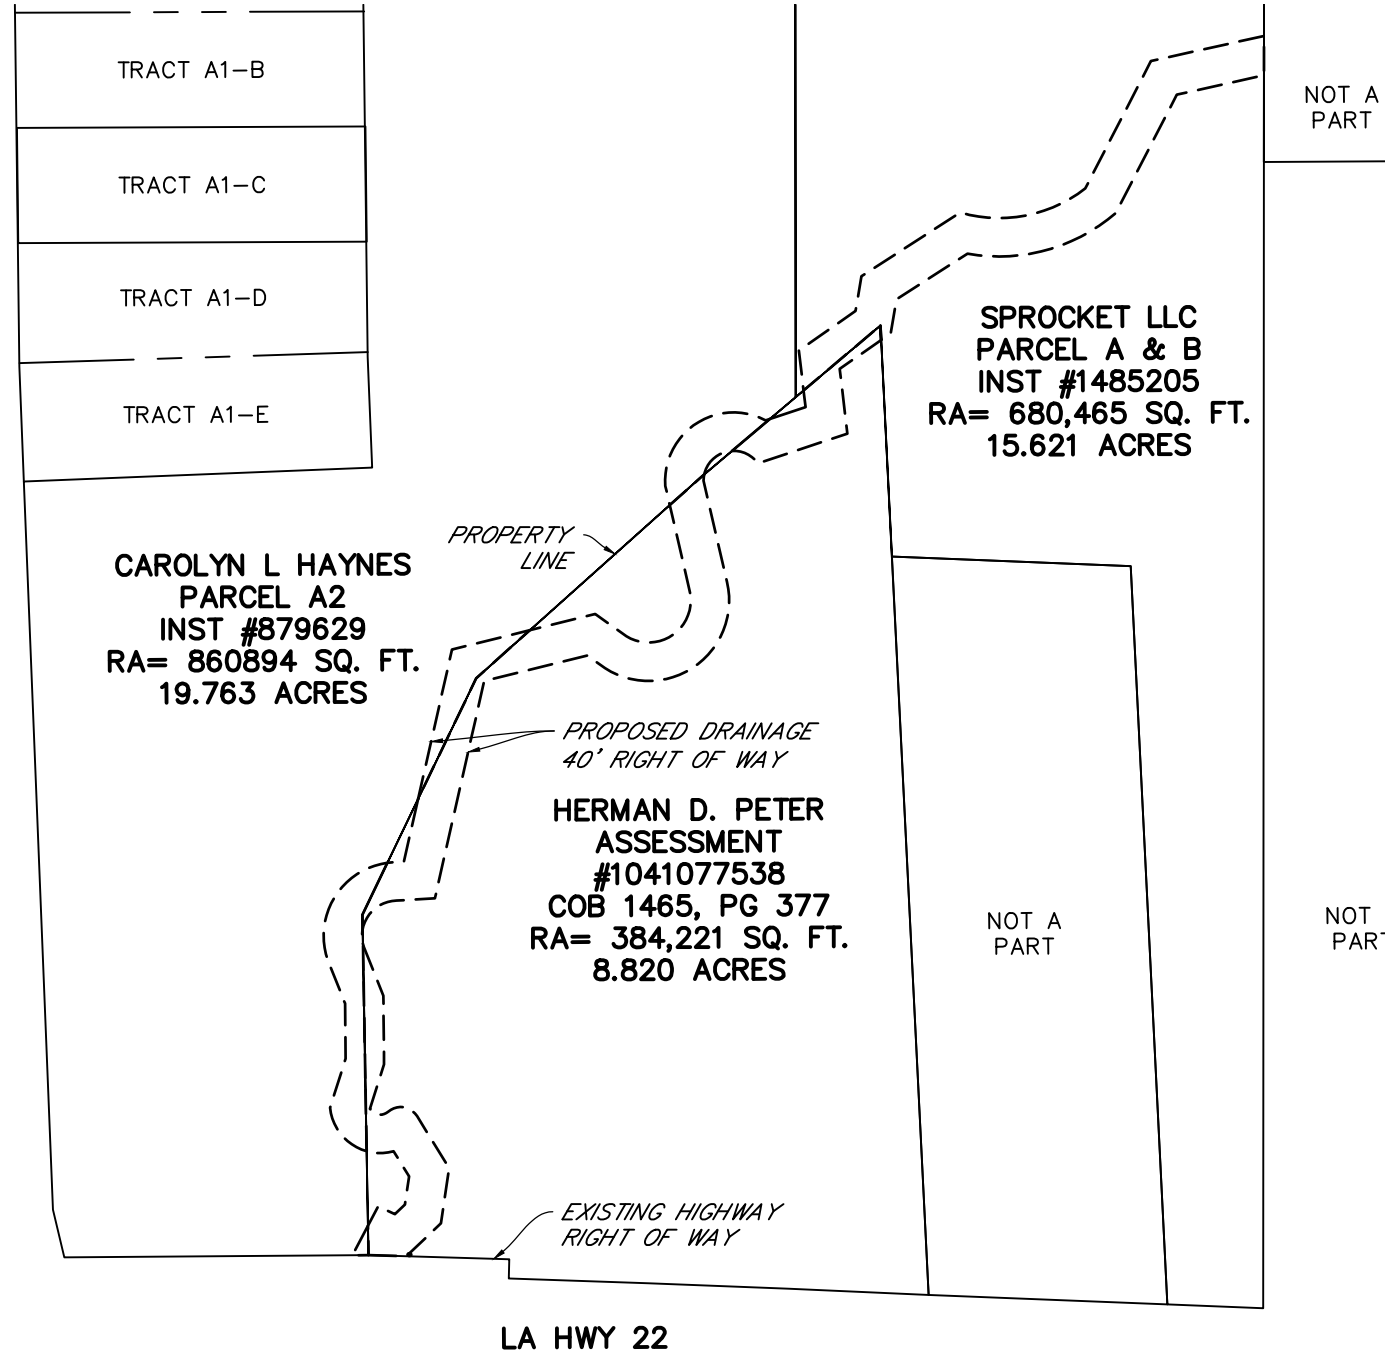 TRACT A1-B
NOT A
PART
TRACT A1-C
TRACT A1-D
TRACT A1-E
SPROCKET LLC
PARCEL A & B
INST #1485205
RA= 680,465 SQ. FT.
15.621 ACRES
PROPERTY
LINE
CAROLYN L HAYNES
PARCEL A2
INST #879629
RA= 860894 SQ. FT.
19.763 ACRES
PROPOSED DRAINAGE
40' RIGHT OF WAY
HERMAN D. PETER
ASSESSMENT
#1041077538
COB 1465, PG 377
RA= 384,221 SQ. FT.
8.820 ACRES
NOT A
PART
NOT
PART
EXISTING HIGHWAY
RIGHT OF WAY
LA HWY 22